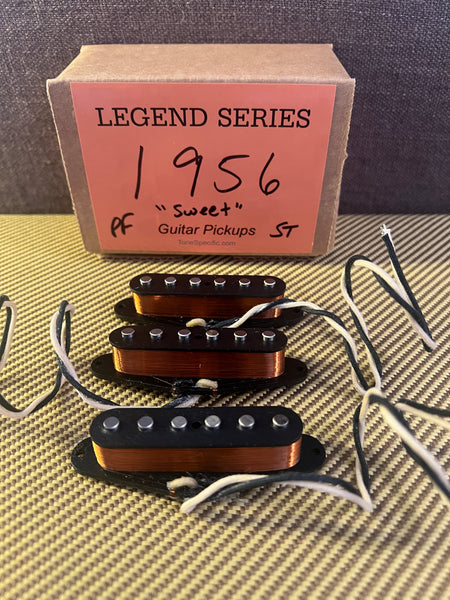 LEGEND SERIES
1956
"Sweet"
PF Guitar Pickups ST
ToneSpecific.com